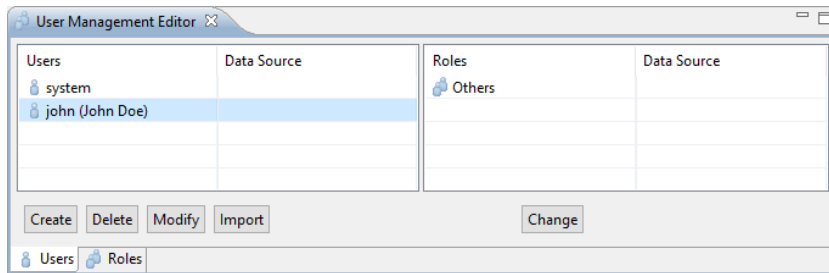 User Management Editor
Users Data Source Roles Data Source
system Others
john (John Doe)
Create Delete Modify Import Change
Users Roles